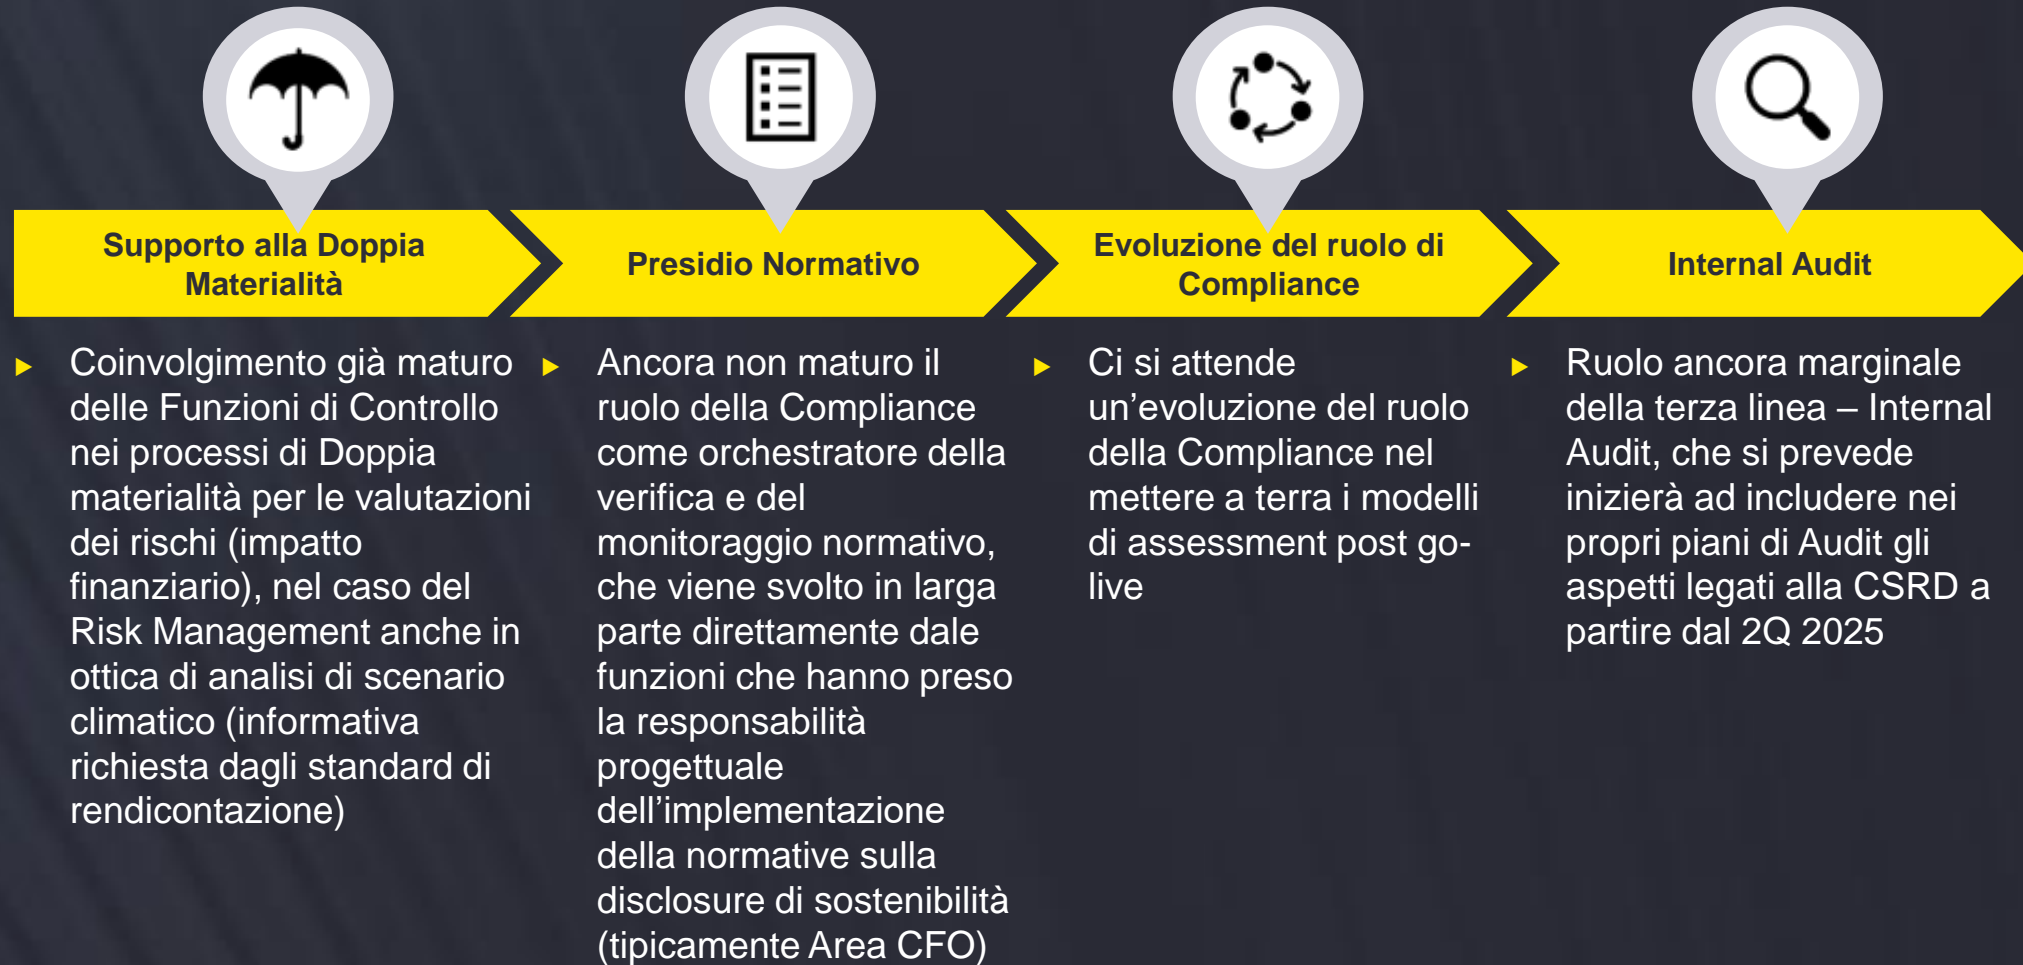 Supporto alla Doppia
Materialità
Presidio Normativo
Evoluzione del ruolo di
Compliance
Internal Audit
Coinvolgimento già maturo
delle Funzioni di Controllo
nei processi di Doppia
materialità per le valutazioni
dei rischi (impatto
finanziario), nel caso del
Risk Management anche in
ottica di analisi di scenario
climatico (informativa
richiesta dagli standard di
rendicontazione)
Ancora non maturo il
ruolo della Compliance
come orchestratore della
verifica e del
monitoraggio normativo,
che viene svolto in larga
parte direttamente dale
funzioni che hanno preso
la responsabilità
progettuale
dell’implementazione
della normative sulla
disclosure di sostenibilità
(tipicamente Area CFO)
Ci si attende
un’evoluzione del ruolo
della Compliance nel
mettere a terra i modelli
di assessment post go-
live
Ruolo ancora marginale
della terza linea – Internal
Audit, che si prevede
inizierà ad includere nei
propri piani di Audit gli
aspetti legati alla CSRD a
partire dal 2Q 2025